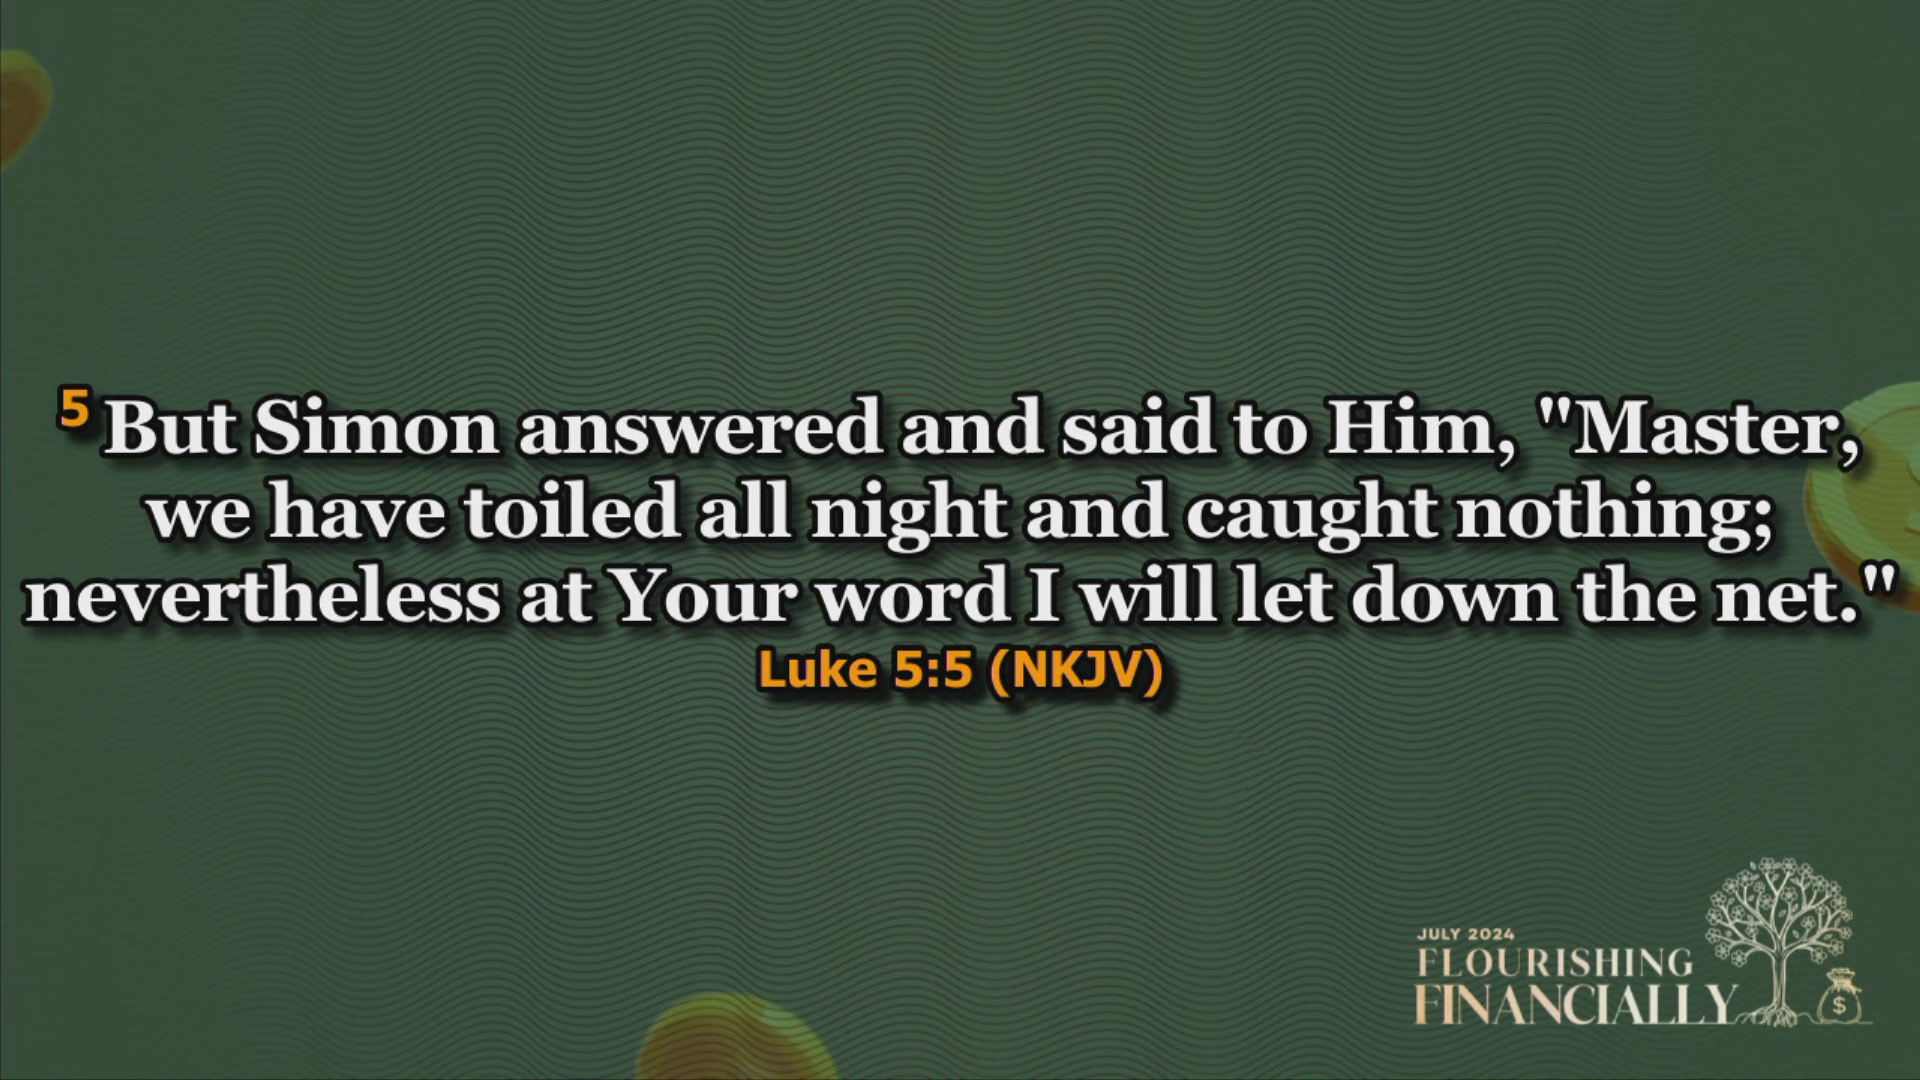 5 But Simon answered and said to Him, "Master,
we have toiled all night and caught nothing;
nevertheless at Your word I will let down the net."
Luke 5:5 (NKJV)
JULY 2024
FLOURISHING
FINANCIALLY
$